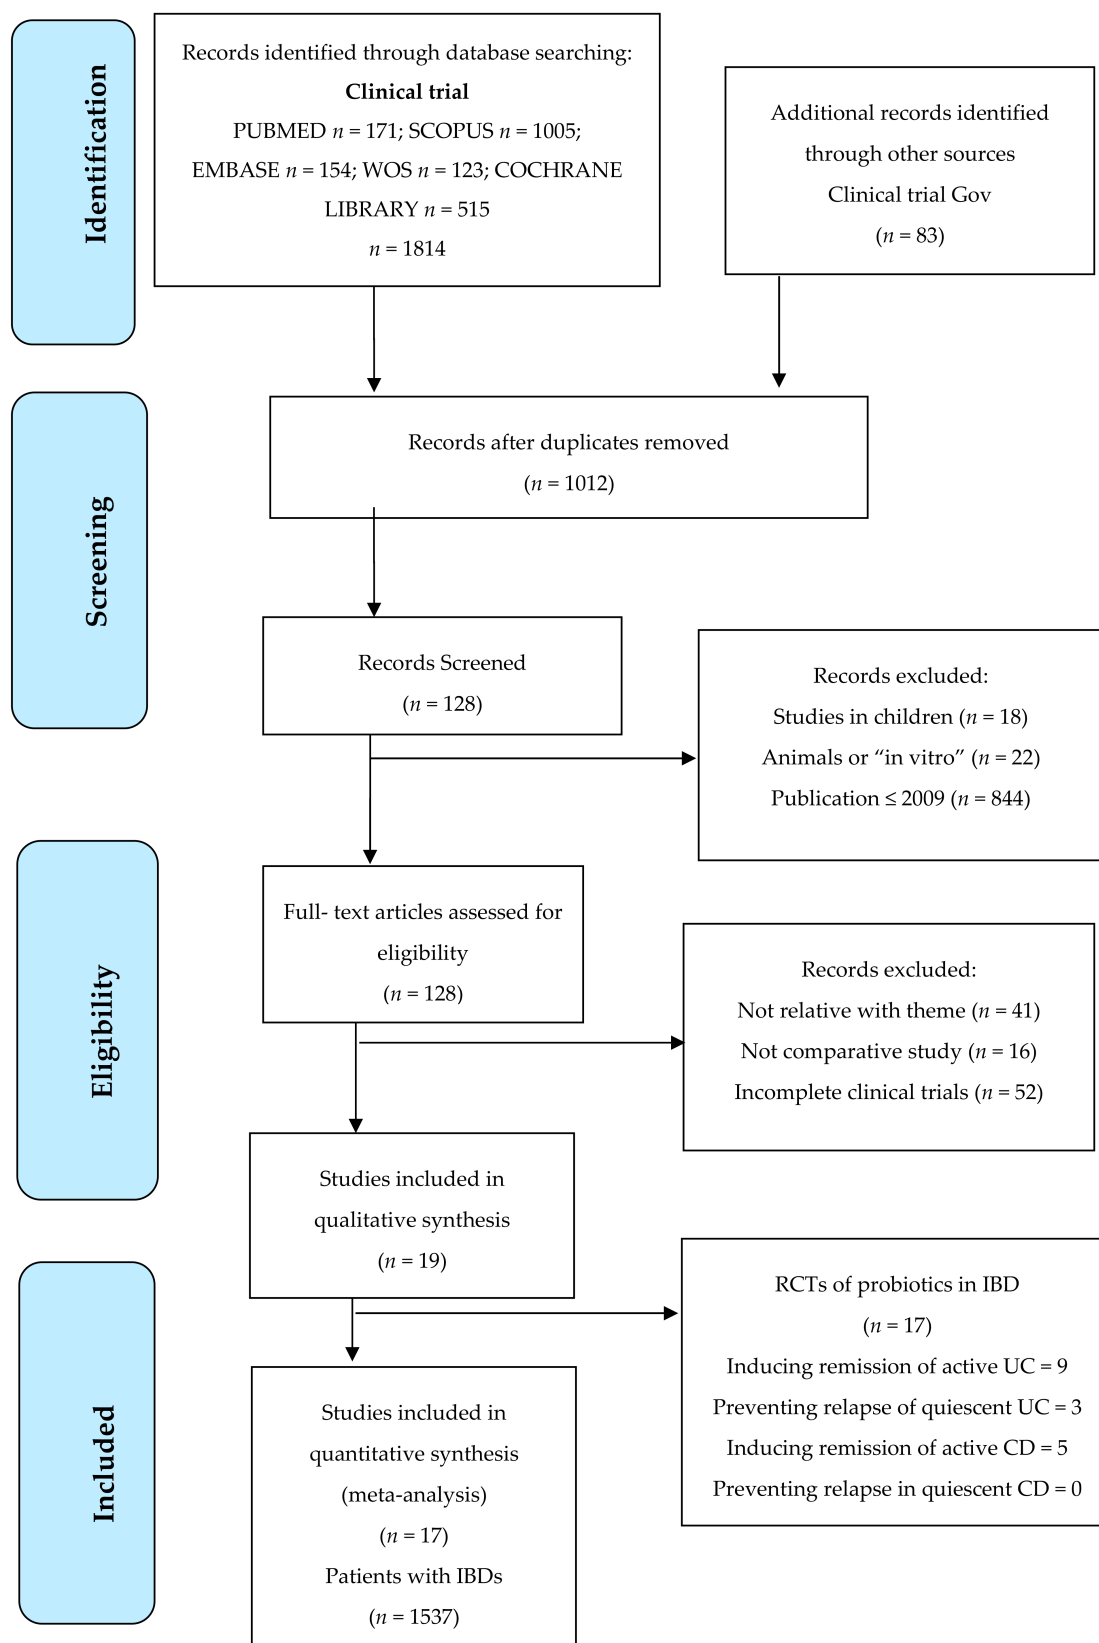 Identification
Records identified through database searching:
Clinical trial
PUBMED n = 171; SCOPUS n = 1005;
EMBASE n = 154; WOS n = 123; COCHRANE
LIBRARY n = 515
n = 1814
Additional records identified
through other sources
Clinical trial Gov
(n = 83)
Screening
Records after duplicates removed
(n = 1012)
Records Screened
(n = 128)
Records excluded:
Studies in children (n = 18)
Animals or “in vitro” (n = 22)
Publication ≤ 2009 (n = 844)
Eligibility
Full- text articles assessed for
eligibility
(n = 128)
Records excluded:
Not relative with theme (n = 41)
Not comparative study (n = 16)
Incomplete clinical trials (n = 52)
Studies included in
qualitative synthesis
(n = 19)
Included
RCTs of probiotics in IBD
(n = 17)
Inducing remission of active UC = 9
Preventing relapse of quiescent UC = 3
Inducing remission of active CD = 5
Preventing relapse in quiescent CD = 0
Studies included in
quantitative synthesis
(meta-analysis)
(n = 17)
Patients with IBDs
(n = 1537)